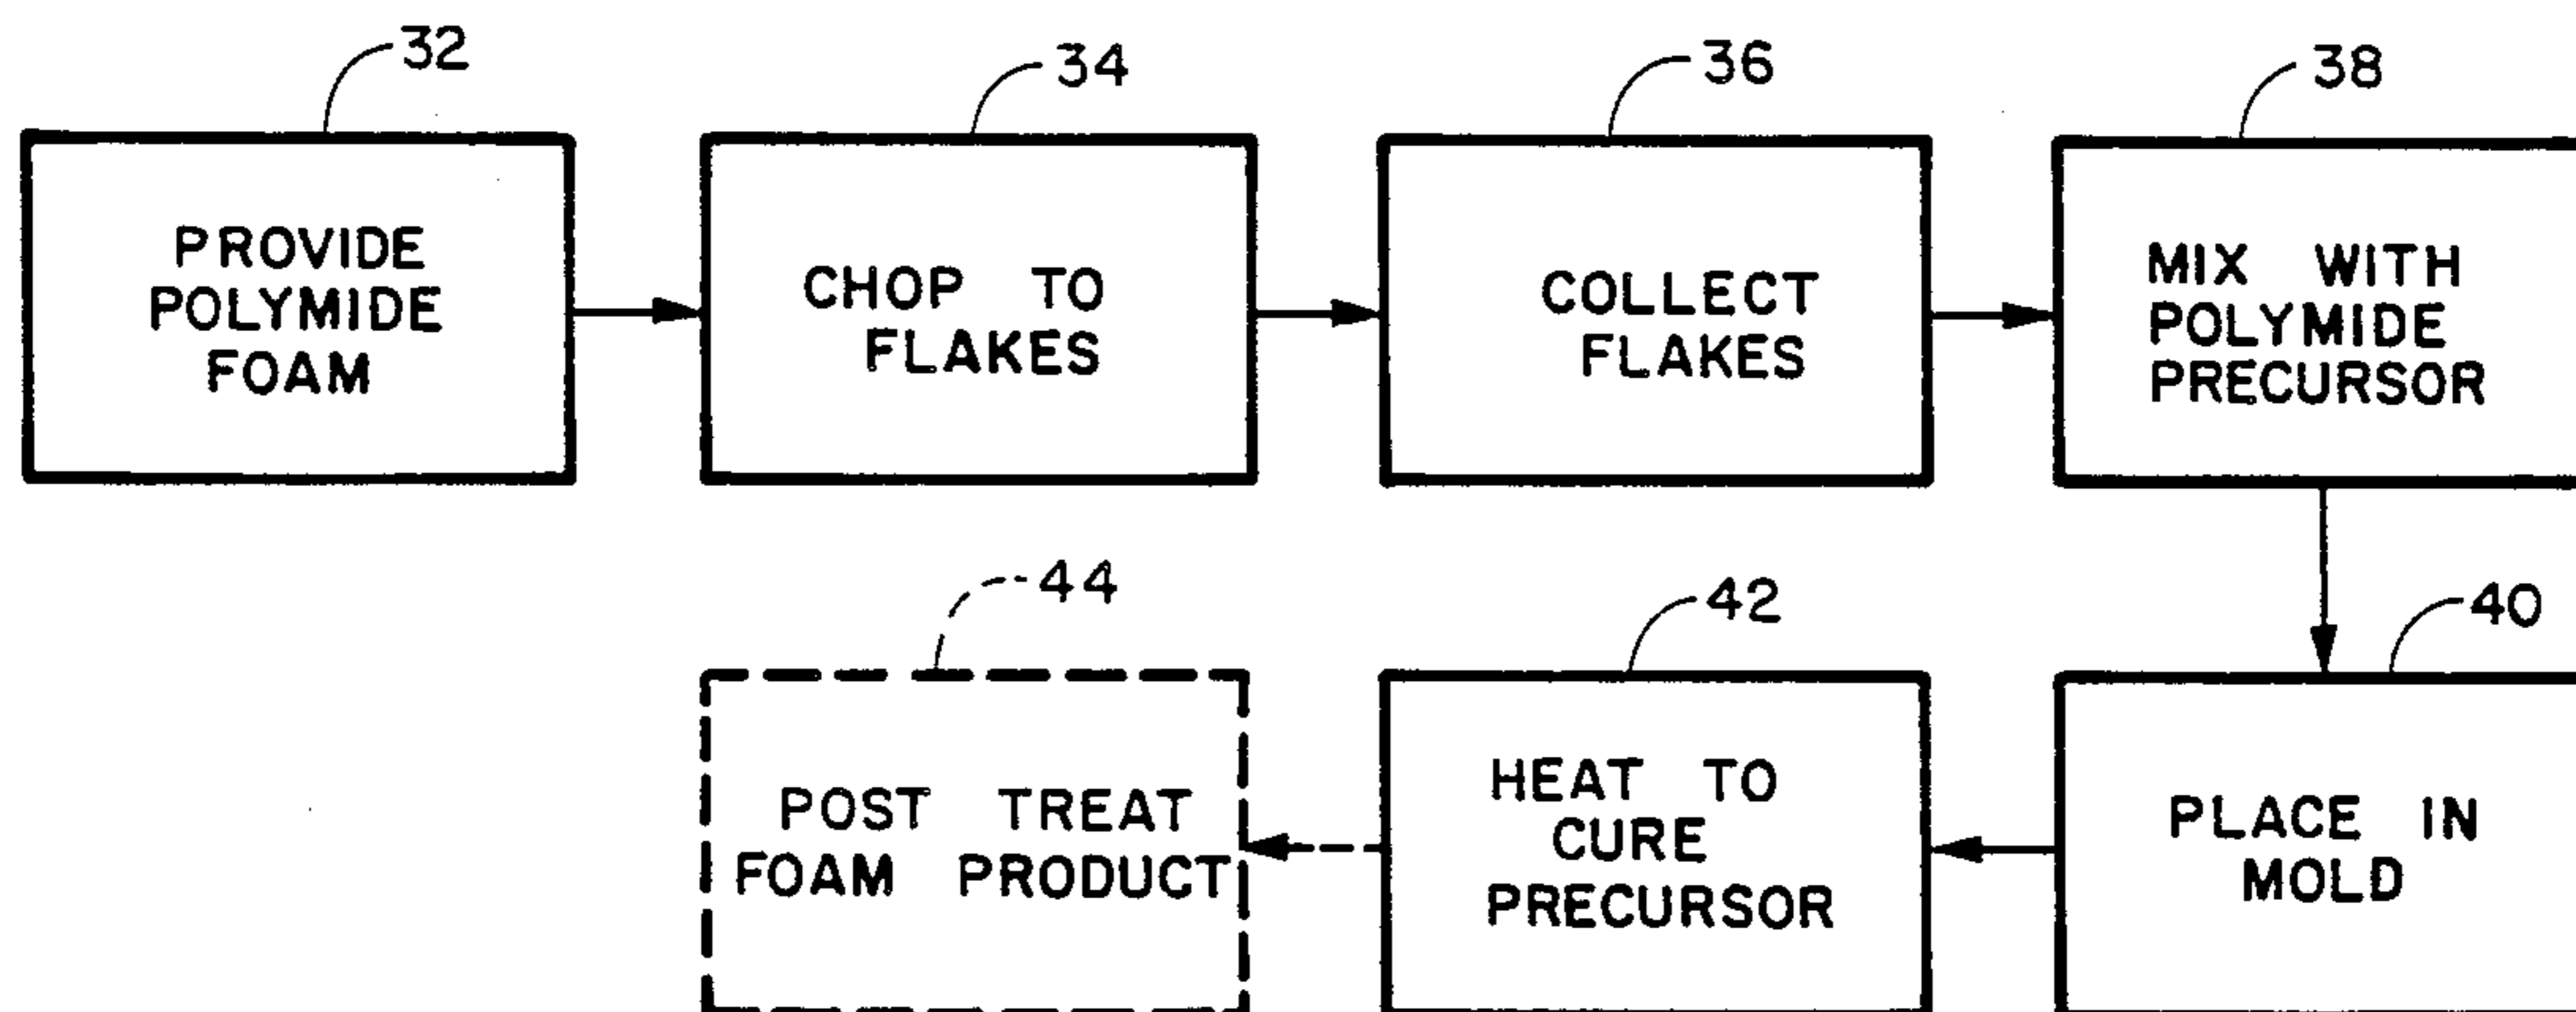 32
PROVIDE
POLYMIDE
FOAM
34
CHOP TO
FLAKES
36
COLLECT
FLAKES
38
MIX WITH
POLYMIDE
PRECURSOR
40
PLACE IN
MOLD
42
HEAT TO
CURE
PRECURSOR
44
POST TREAT
FOAM PRODUCT